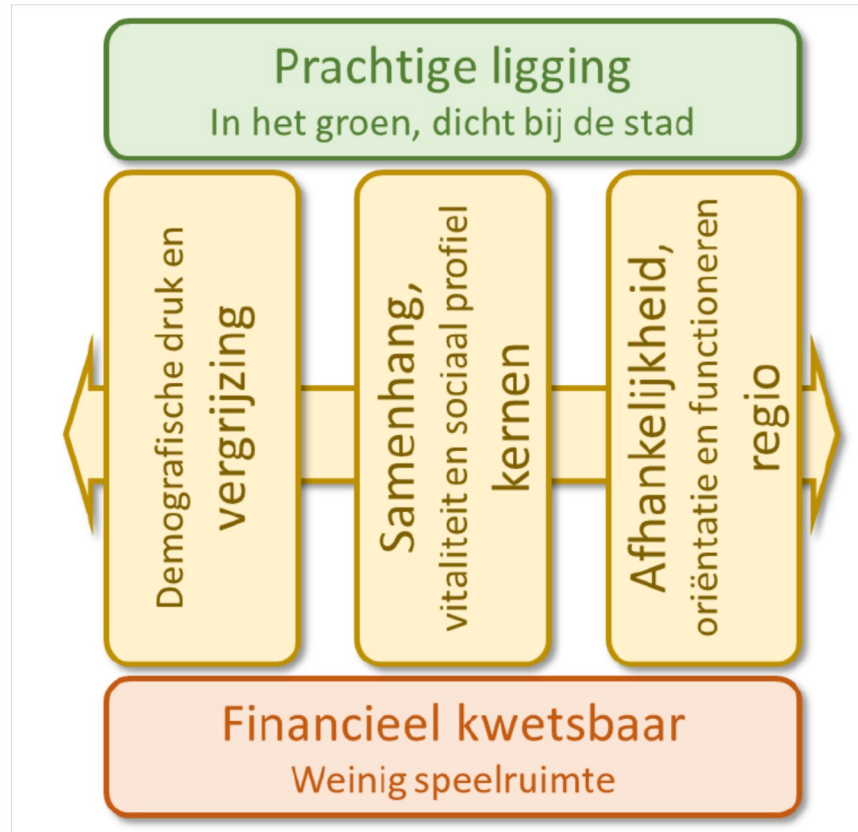 Prachtige ligging
In het groen, dicht bij de stad
Demografische druk en
vergrijzing
Samenhang,
vitaliteit en sociaal profiel
kernen
Afhankelijkheid,
oriëntatie en functioneren
regio
Financieel kwetsbaar
Weinig speelruimte